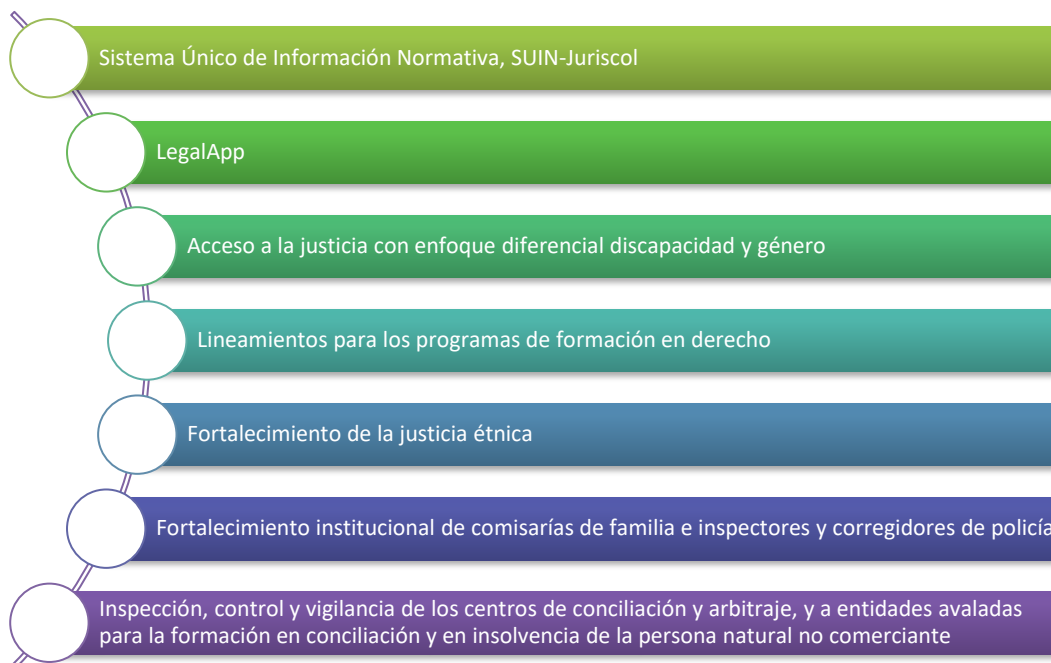 Sistema Único de Información Normativa, SUIN-Juriscol
LegalApp
Acceso a la justicia con enfoque diferencial discapacidad y género
Lineamientos para los programas de formación en derecho
Fortalecimiento de la justicia étnica
Fortalecimiento institucional de comisarías de familia e inspectores y corregidores de policía
Inspección, control y vigilancia de los centros de conciliación y arbitraje, y a entidades avaladas
para la formación en conciliación y en insolvencia de la persona natural no comerciante